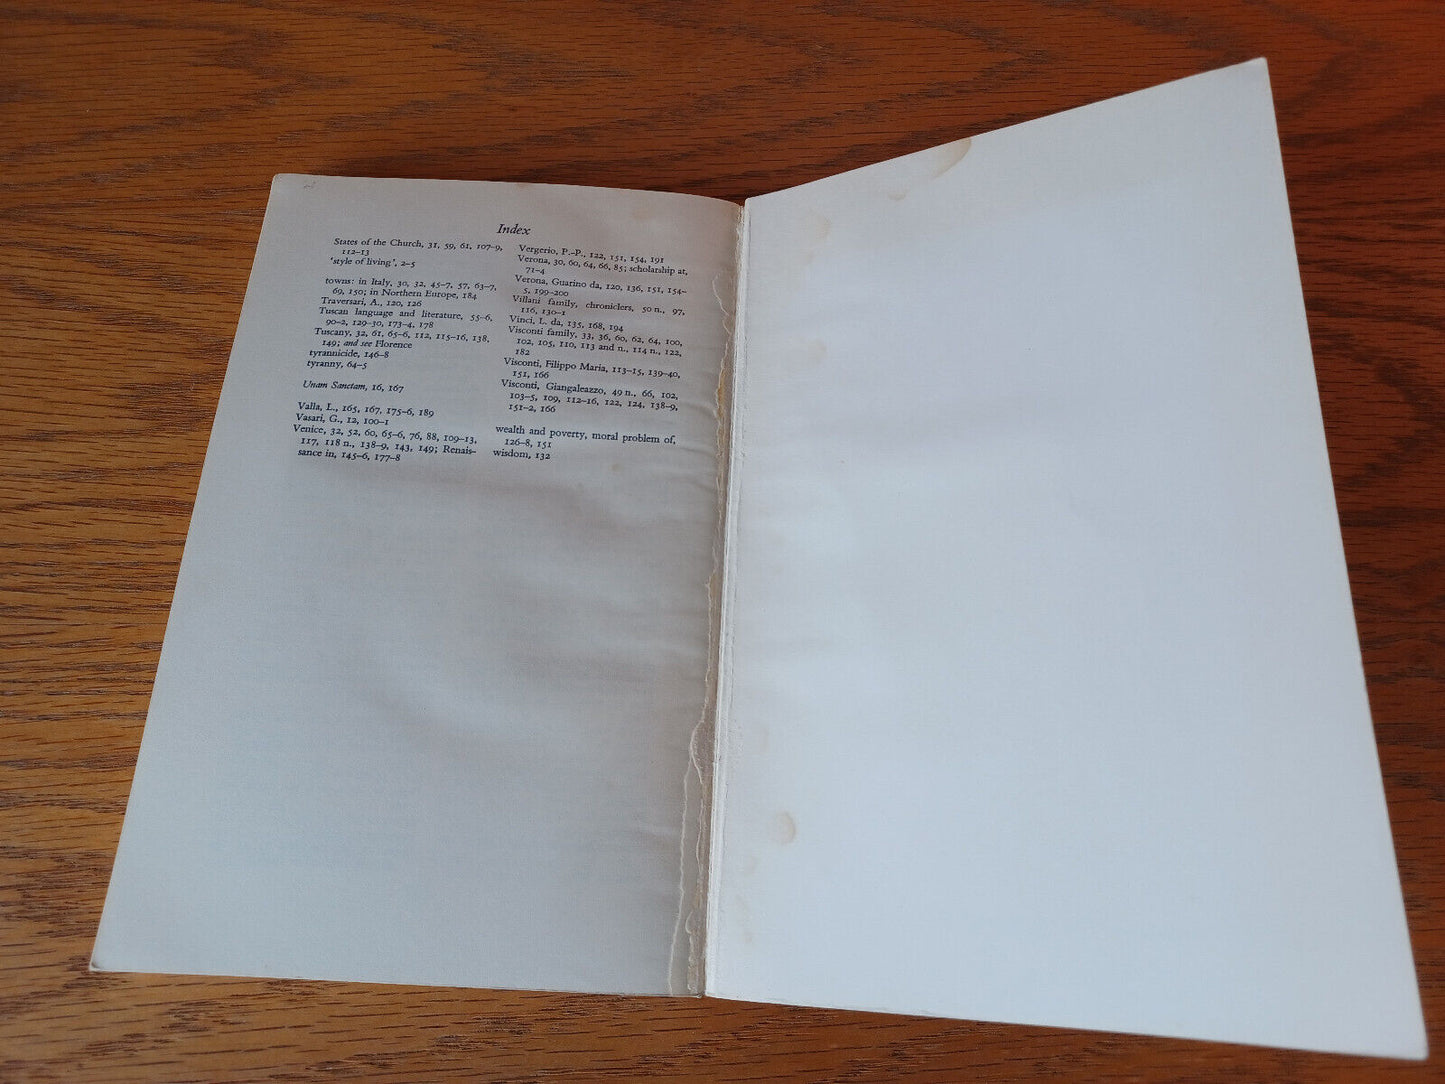 Index
States of the Church, 31, 59, 61, 107–9,
112–13
'style of living', 2–5
towns: in Italy, 30, 32, 45–7, 57, 63–7,
69, 150; in Northern Europe, 184
Traversari, A., 120, 126
Tuscan language and literature, 55–6,
90–2, 129–30, 173–4, 178
Tuscany, 32, 61, 65–6, 112, 115–16, 138,
149; and see Florence
tyrannicide, 146–8
tyranny, 64–5
Unam Sanctam, 16, 167
Valla, L., 165, 167, 175–6, 189
Vasari, G., 12, 100–1
Venice, 32, 52, 60, 65–6, 76, 88, 109–13,
117, 118 n., 138–9, 143, 149; Renais-
sance in, 145–6, 177–8
Vergerio, P.-P., 122, 151, 154, 191
Verona, 30, 60, 64, 66, 85; scholarship at,
71–4
Verona, Guarino da, 120, 136, 151, 154–
5, 199–200
Villani family, chroniclers, 50 n., 97,
116, 130–1
Vinci, L. da, 135, 168, 194
Visconti family, 33, 36, 60, 62, 64, 100,
102, 105, 110, 113 and n., 114 n., 122,
182
Visconti, Filippo Maria, 113–15, 139–40,
151, 166
Visconti, Giangaleazzo, 49 n., 66, 102,
103–5, 109, 112–16, 122, 124, 138–9,
151–2, 166
wealth and poverty, moral problem of,
126–8, 151
wisdom, 132